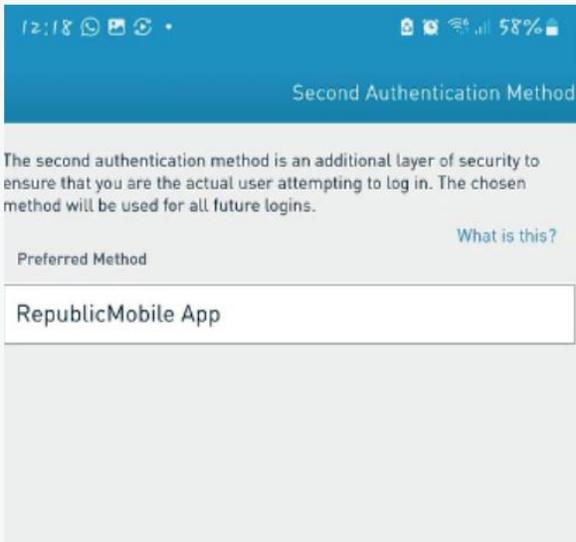 12:18 58%
Second Authentication Method
The second authentication method is an additional layer of security to
ensure that you are the actual user attempting to log in. The chosen
method will be used for all future logins.
What is this?
Preferred Method
RepublicMobile App